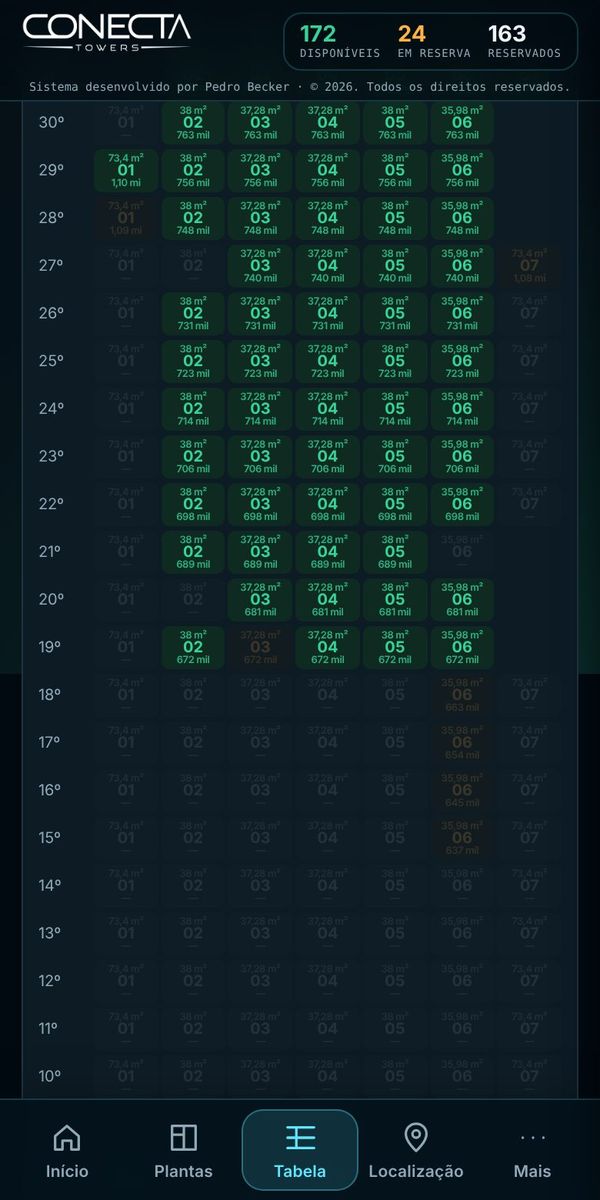 CONECTA
TOWERS
172 24 163
DISPONÍVEIS EM RESERVA RESERVADOS
Sistema desenvolvido por Pedro Becker · © 2026. Todos os direitos reservados.
73,4 m² 38 m² 37,28 m² 37,28 m² 38 m² 35,98 m²
30º 01 02 03 04 05 06
— 763 mil 763 mil 763 mil 763 mil 763 mil
73,4 m² 38 m² 37,28 m² 37,28 m² 38 m² 35,98 m²
29º 01 02 03 04 05 06
1,10 mi 756 mil 756 mil 756 mil 756 mil 756 mil
73,4 m² 38 m² 37,28 m² 37,28 m² 38 m² 35,98 m²
28º 01 02 03 04 05 06
1,09 mi 748 mil 748 mil 748 mil 748 mil 748 mil
73,4 m² 38 m² 37,28 m² 37,28 m² 38 m² 35,98 m² 73,4 m²
27º 01 02 03 04 05 06 07
— — 740 mil 740 mil 740 mil 740 mil 1,08 mi
73,4 m² 38 m² 37,28 m² 37,28 m² 38 m² 35,98 m² 73,4 m²
26º 01 02 03 04 05 06 07
— 731 mil 731 mil 731 mil 731 mil 731 mil —
73,4 m² 38 m² 37,28 m² 37,28 m² 38 m² 35,98 m² 73,4 m²
25º 01 02 03 04 05 06 07
— 723 mil 723 mil 723 mil 723 mil 723 mil —
73,4 m² 38 m² 37,28 m² 37,28 m² 38 m² 35,98 m² 73,4 m²
24º 01 02 03 04 05 06 07
— 714 mil 714 mil 714 mil 714 mil 714 mil —
73,4 m² 38 m² 37,28 m² 37,28 m² 38 m² 35,98 m² 73,4 m²
23º 01 02 03 04 05 06 07
— 706 mil 706 mil 706 mil 706 mil 706 mil —
73,4 m² 38 m² 37,28 m² 37,28 m² 38 m² 35,98 m² 73,4 m²
22º 01 02 03 04 05 06 07
— 698 mil 698 mil 698 mil 698 mil 698 mil —
73,4 m² 38 m² 37,28 m² 37,28 m² 38 m² 35,98 m²
21º 01 02 03 04 05 06
— 689 mil 689 mil 689 mil 689 mil —
73,4 m² 38 m² 37,28 m² 37,28 m² 38 m² 35,98 m²
20º 01 02 03 04 05 06
— — 681 mil 681 mil 681 mil 681 mil
73,4 m² 38 m² 37,28 m² 37,28 m² 38 m² 35,98 m²
19º 01 02 03 04 05 06
— 672 mil 672 mil 672 mil 672 mil 672 mil
73,4 m² 38 m² 37,28 m² 37,28 m² 38 m² 35,98 m² 73,4 m²
18º 01 02 03 04 05 06 07
— — — — — 663 mil —
73,4 m² 38 m² 37,28 m² 37,28 m² 38 m² 35,98 m² 73,4 m²
17º 01 02 03 04 05 06 07
— — — — — 654 mil —
73,4 m² 38 m² 37,28 m² 37,28 m² 38 m² 35,98 m² 73,4 m²
16º 01 02 03 04 05 06 07
— — — — — 645 mil —
73,4 m² 38 m² 37,28 m² 37,28 m² 38 m² 35,98 m² 73,4 m²
15º 01 02 03 04 05 06 07
— — — — — 637 mil —
73,4 m² 38 m² 37,28 m² 37,28 m² 38 m² 35,98 m² 73,4 m²
14º 01 02 03 04 05 06 07
— — — — — — —
73,4 m² 38 m² 37,28 m² 37,28 m² 38 m² 35,98 m² 73,4 m²
13º 01 02 03 04 05 06 07
— — — — — — —
73,4 m² 38 m² 37,28 m² 37,28 m² 38 m² 35,98 m² 73,4 m²
12º 01 02 03 04 05 06 07
— — — — — — —
73,4 m² 38 m² 37,28 m² 37,28 m² 38 m² 35,98 m² 73,4 m²
11º 01 02 03 04 05 06 07
— — — — — — —
73,4 m² 38 m² 37,28 m² 37,28 m² 38 m² 35,98 m² 73,4 m²
10º 01 02 03 04 05 06 07
— — — — — — —
Início Plantas Tabela Localização Mais